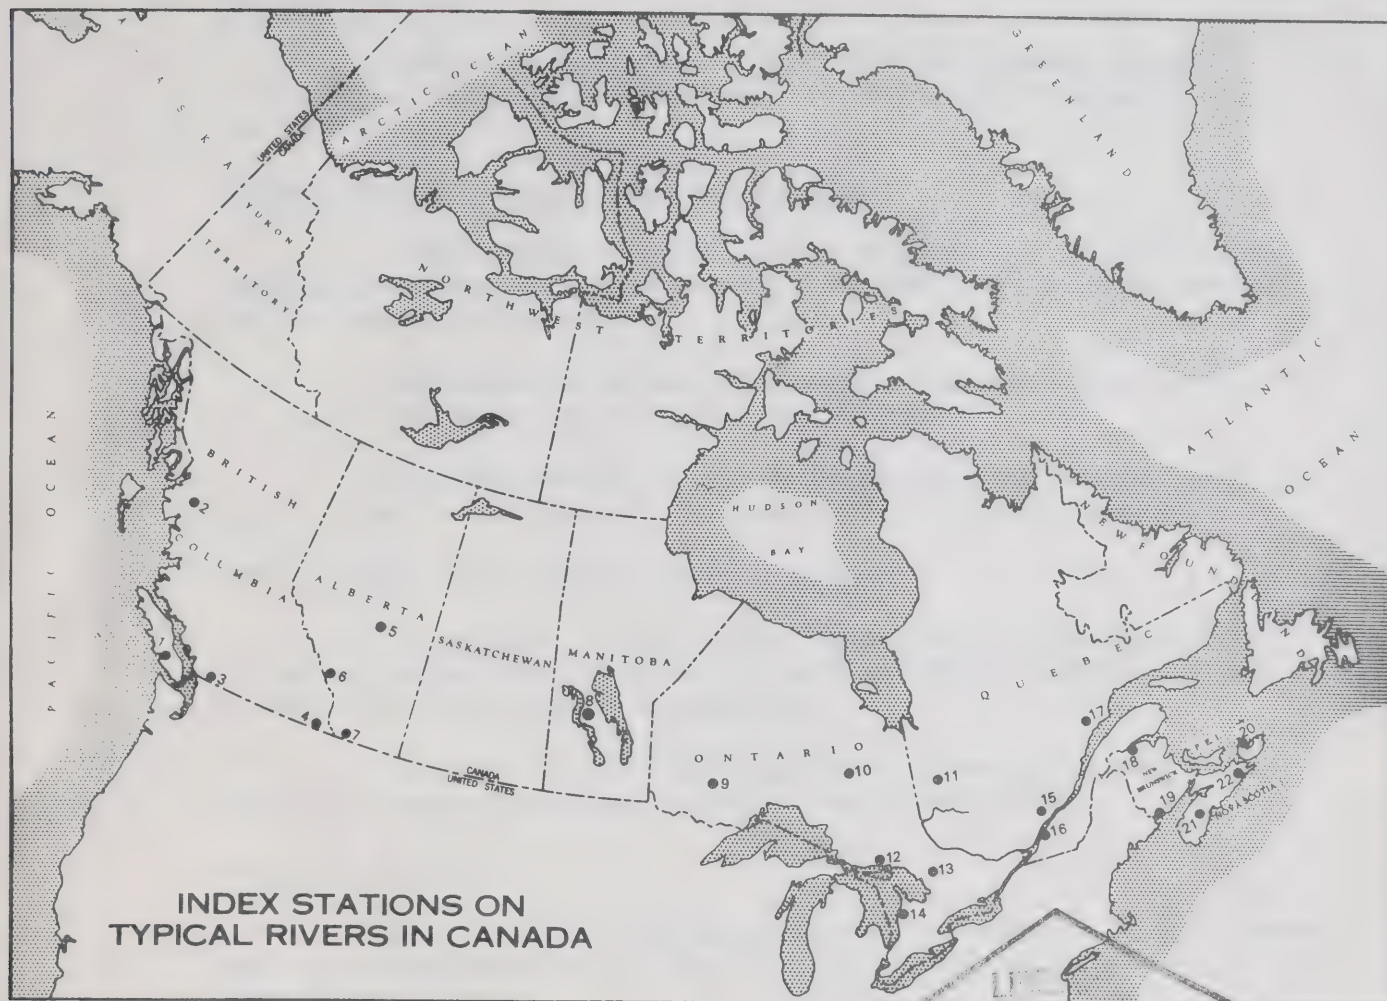 GREENLAND
ARCTIC OCEAN
ASKA
UNITED STATES
CANADA
YUKON
TERRITORY
NORTHWEST TERRITORIES
PACIFIC OCEAN
ATLANTIC
OCEAN
BRITISH
COLUMBIA
HUDSON
BAY
NEWFOUNDLAND
ALBERTA
SASKATCHEWAN
MANITOBA
QUEBEC
ONTARIO
CANADA
UNITED STATES
P.E.I.
NEW
BRUNSWICK
NOVA SCOTIA
1
2
3
4
5
6
7
8
9
10
11
12
13
14
15
16
17
18
19
20
21
22
INDEX STATIONS ON
TYPICAL RIVERS IN CANADA